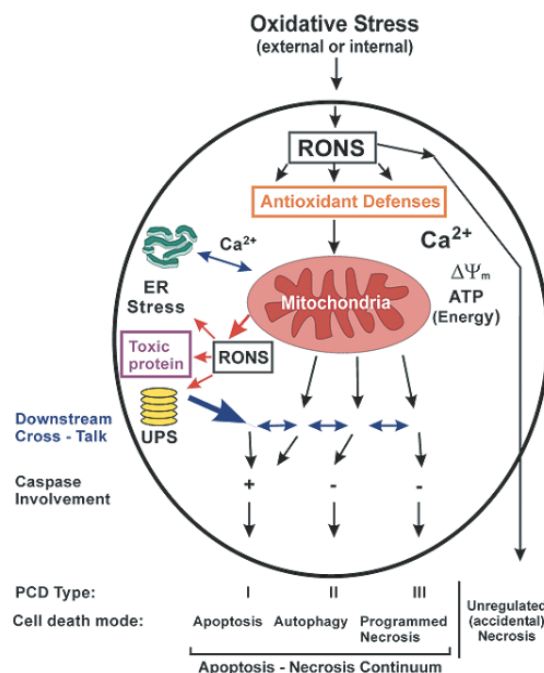 Oxidative Stress
(external or internal)
RONS
Antioxidant Defenses
Ca²⁺
Ca²⁺
ΔΨm
ATP
(Energy)
ER
Stress
Mitochondria
Toxic
protein
RONS
UPS
Downstream
Cross - Talk
Caspase
Involvement
+ - -
PCD Type: I II III
Cell death mode: Apoptosis Autophagy Programmed
Necrosis
Unregulated
(accidental)
Necrosis
Apoptosis - Necrosis Continuum